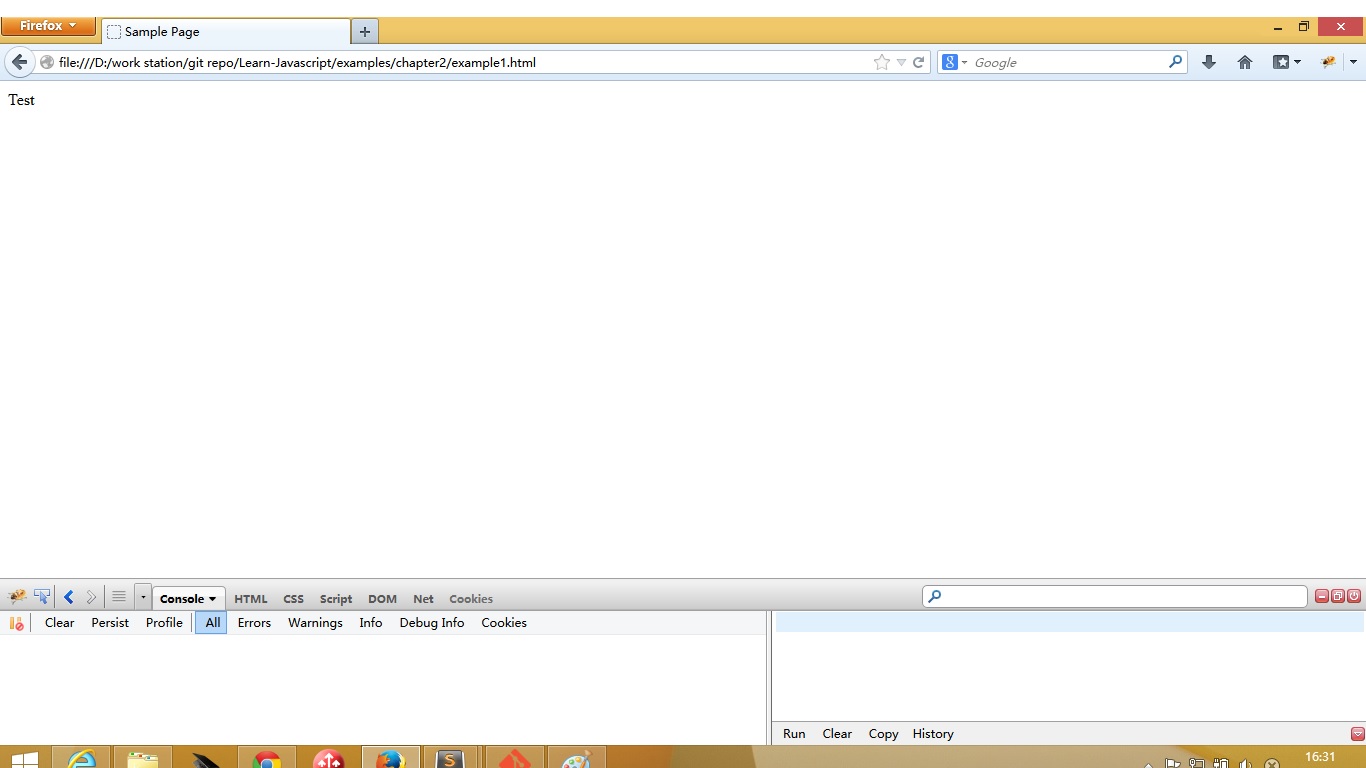 Firefox
Sample Page
file:///D:/work station/git repo/Learn-Javascript/examples/chapter2/example1.html
8 Google
Test
Console HTML CSS Script DOM Net Cookies
Clear Persist Profile All Errors Warnings Info Debug Info Cookies
Run Clear Copy History
S
16:31